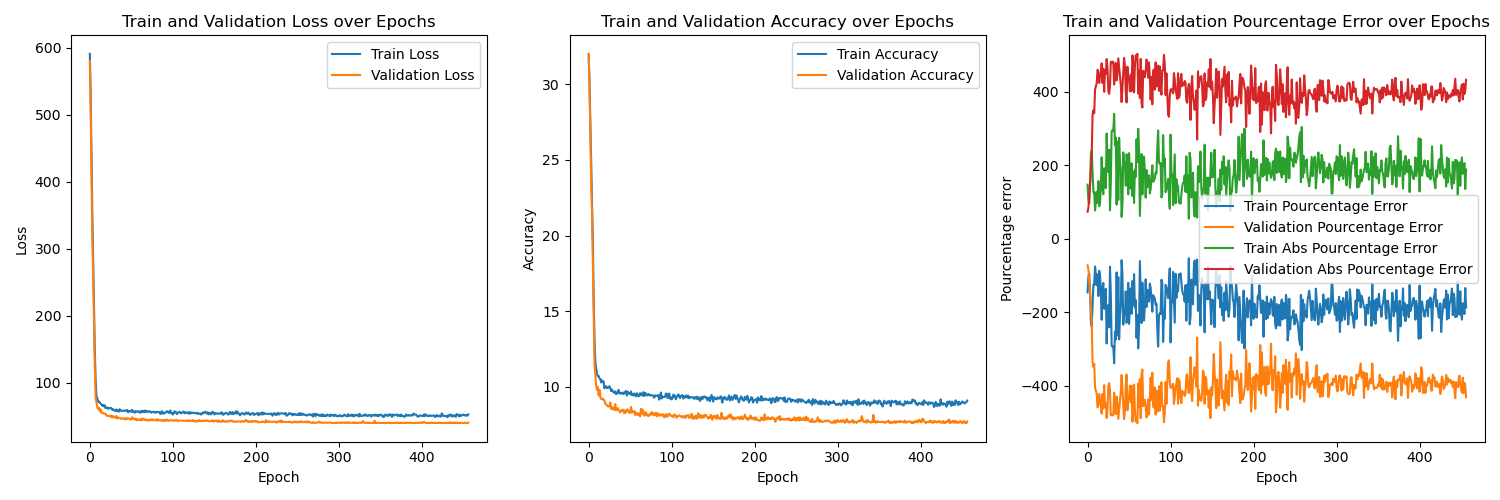 Train and Validation Loss over Epochs
600
500
400
300
200
100
0
100
200
300
400
Loss
Epoch
Train Loss
Validation Loss
Train and Validation Accuracy over Epochs
30
25
20
15
10
0
100
200
300
400
Accuracy
Epoch
Train Accuracy
Validation Accuracy
Train and Validation Pourcentage Error over Epochs
400
200
0
−200
−400
0
100
200
300
400
Pourcentage error
Epoch
Train Pourcentage Error
Validation Pourcentage Error
Train Abs Pourcentage Error
Validation Abs Pourcentage Error